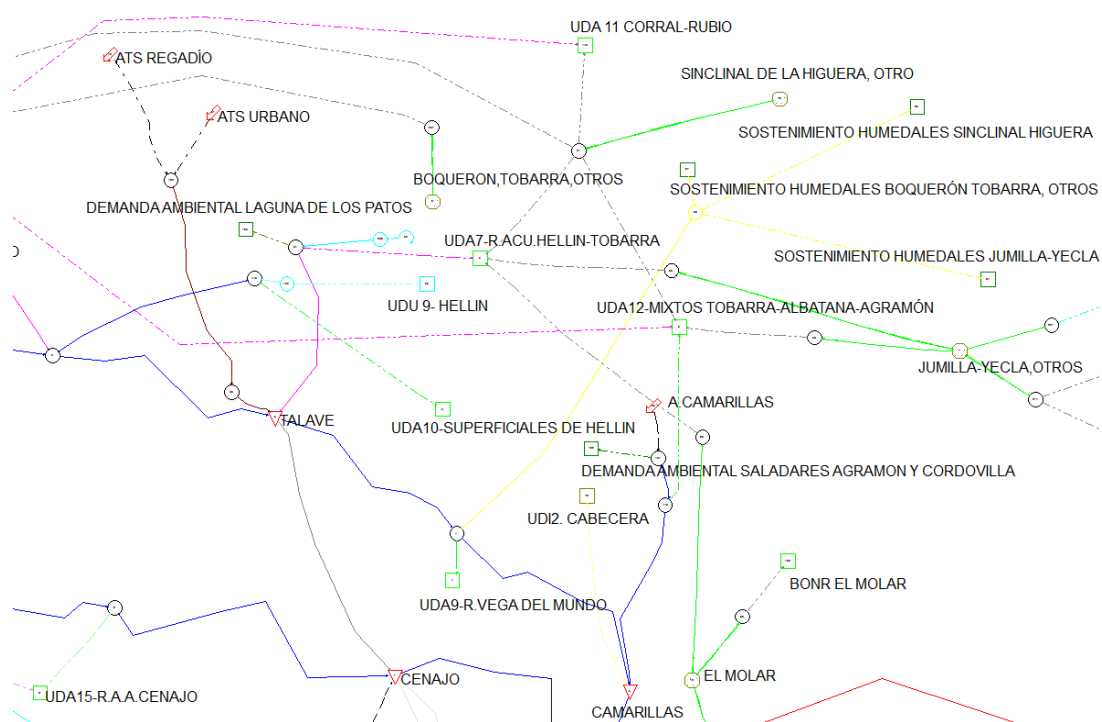 UDA 11 CORRAL-RUBIO
ATS REGADÍO
SINCLINAL DE LA HIGUERA, OTRO
ATS URBANO
SOSTENIMIENTO HUMEDALES SINCLINAL HIGUERA
BOQUERON,TOBARRA,OTROS
SOSTENIMIENTO HUMEDALES BOQUERÓN TOBARRA, OTROS
DEMANDA AMBIENTAL LAGUNA DE LOS PATOS
UDA7-R.ACU.HELLIN-TOBARRA
O
SOSTENIMIENTO HUMEDALES JUMILLA-YECLA
UDU 9- HELLIN
UDA12-MIXTOS TOBARRA-ALBATANA-AGRAMÓN
JUMILLA-YECLA,OTROS
A.CAMARILLAS
TALAVE
UDA10-SUPERFICIALES DE HELLIN
DEMANDA AMBIENTAL SALADARES AGRAMON Y CORDOVILLA
UDI2. CABECERA
BONR EL MOLAR
UDA9-R.VEGA DEL MUNDO
EL MOLAR
CENAJO
UDA15-R.A.A.CENAJO
CAMARILLAS